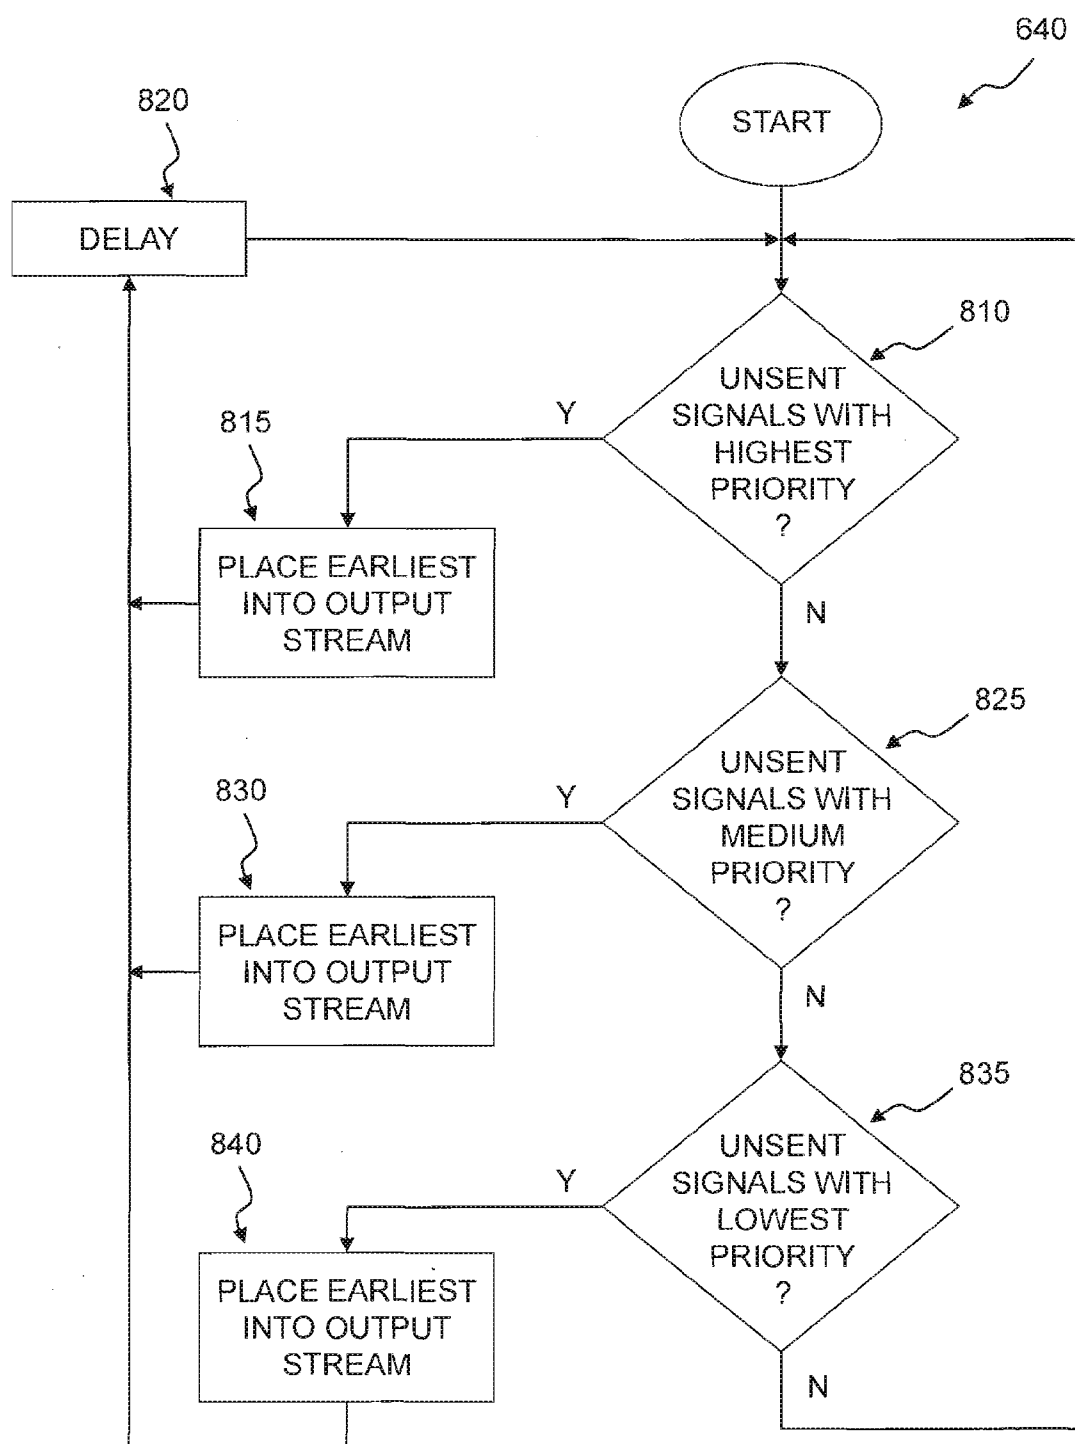 640
820
START
DELAY
810
UNSENT
SIGNALS WITH
HIGHEST
PRIORITY
?
Y
815
PLACE EARLIEST
INTO OUTPUT
STREAM
N
825
UNSENT
SIGNALS WITH
MEDIUM
PRIORITY
?
Y
830
PLACE EARLIEST
INTO OUTPUT
STREAM
N
835
UNSENT
SIGNALS WITH
LOWEST
PRIORITY
?
Y
840
PLACE EARLIEST
INTO OUTPUT
STREAM
N